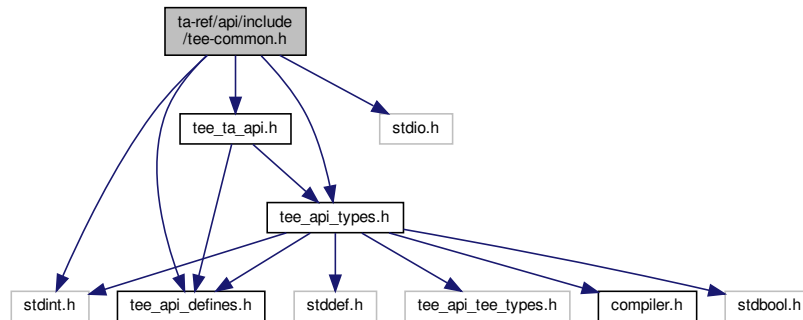 ta-ref/api/include
/tee-common.h
tee_ta_api.h
stdio.h
tee_api_types.h
stdint.h
tee_api_defines.h
stddef.h
tee_api_tee_types.h
compiler.h
stdbool.h